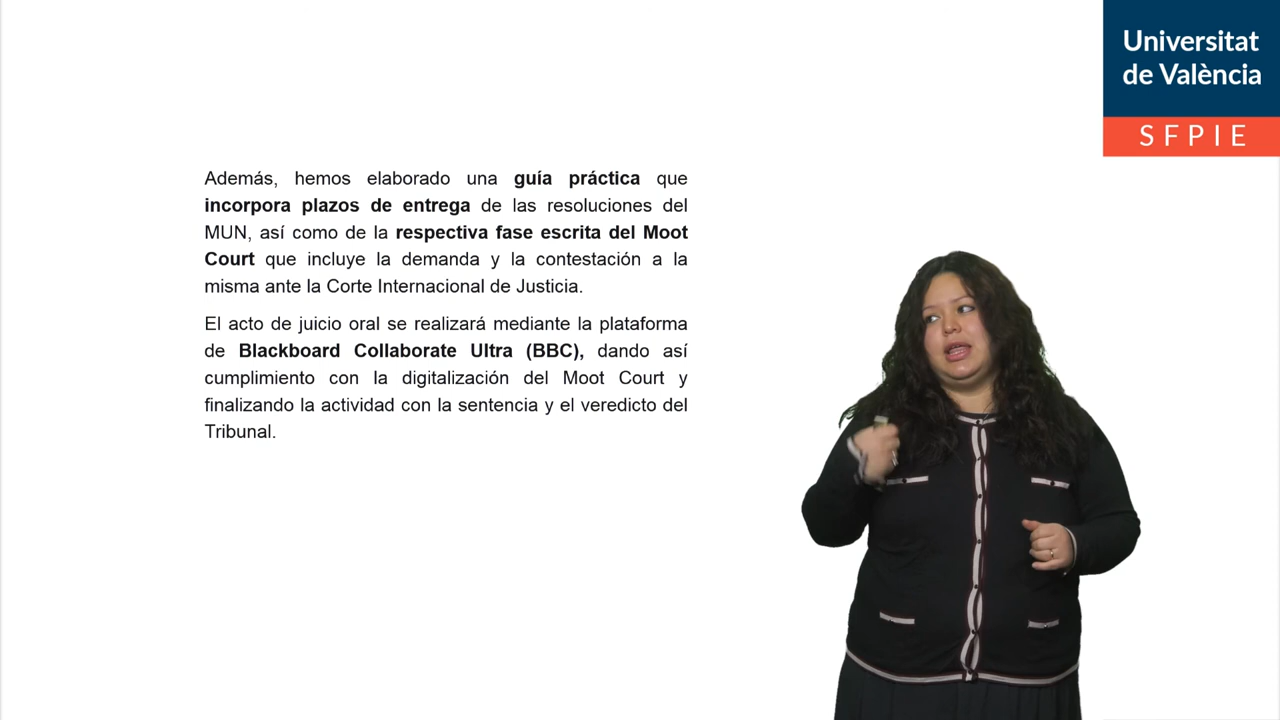 Universitat
de València
SFPIE
Además, hemos elaborado una guía práctica que
incorpora plazos de entrega de las resoluciones del
MUN, así como de la respectiva fase escrita del Moot
Court que incluye la demanda y la contestación a la
misma ante la Corte Internacional de Justicia.
El acto de juicio oral se realizará mediante la plataforma
de Blackboard Collaborate Ultra (BBC), dando así
cumplimiento con la digitalización del Moot Court y
finalizando la actividad con la sentencia y el veredicto del
Tribunal.